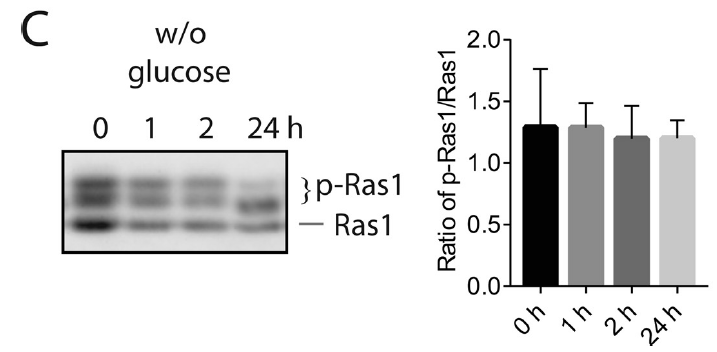 C
w/o
glucose
0 1 2 24 h
}p-Ras1
— Ras1
Ratio of p-Ras1/Ras1
2.0
1.5
1.0
0.5
0.0
0 h 1 h 2 h 24 h